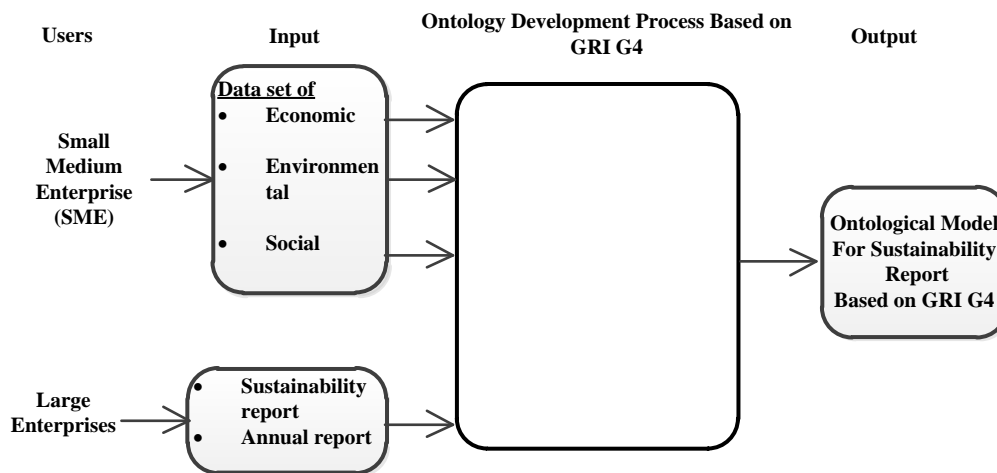 Users
Input
Ontology Development Process Based on
GRI G4
Output
Small
Medium
Enterprise
(SME)
Data set of
• Economic
• Environmen
tal
• Social
Ontological Model
For Sustainability
Report
Based on GRI G4
Large
Enterprises
• Sustainability
report
• Annual report